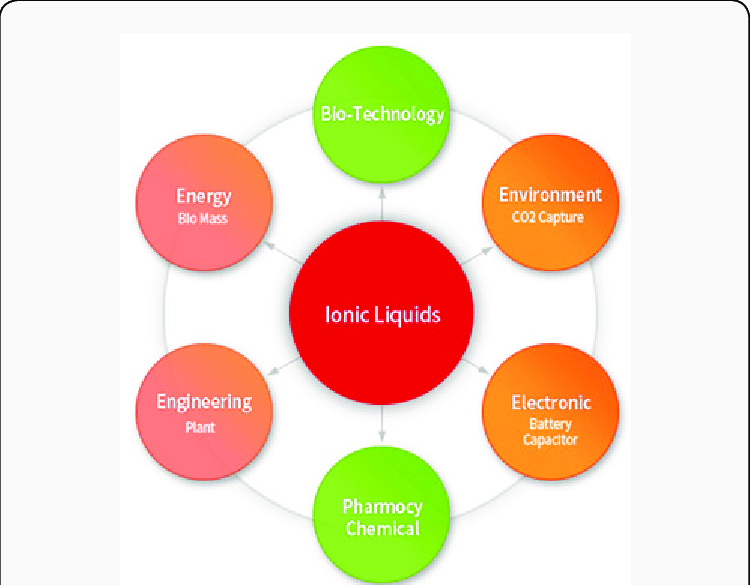 Bio-Technology
Energy
Bio Mass
Environment
CO2 Capture
Ionic Liquids
Engineering
Plant
Electronic
Battery
Capacitor
Pharmocy
Chemical